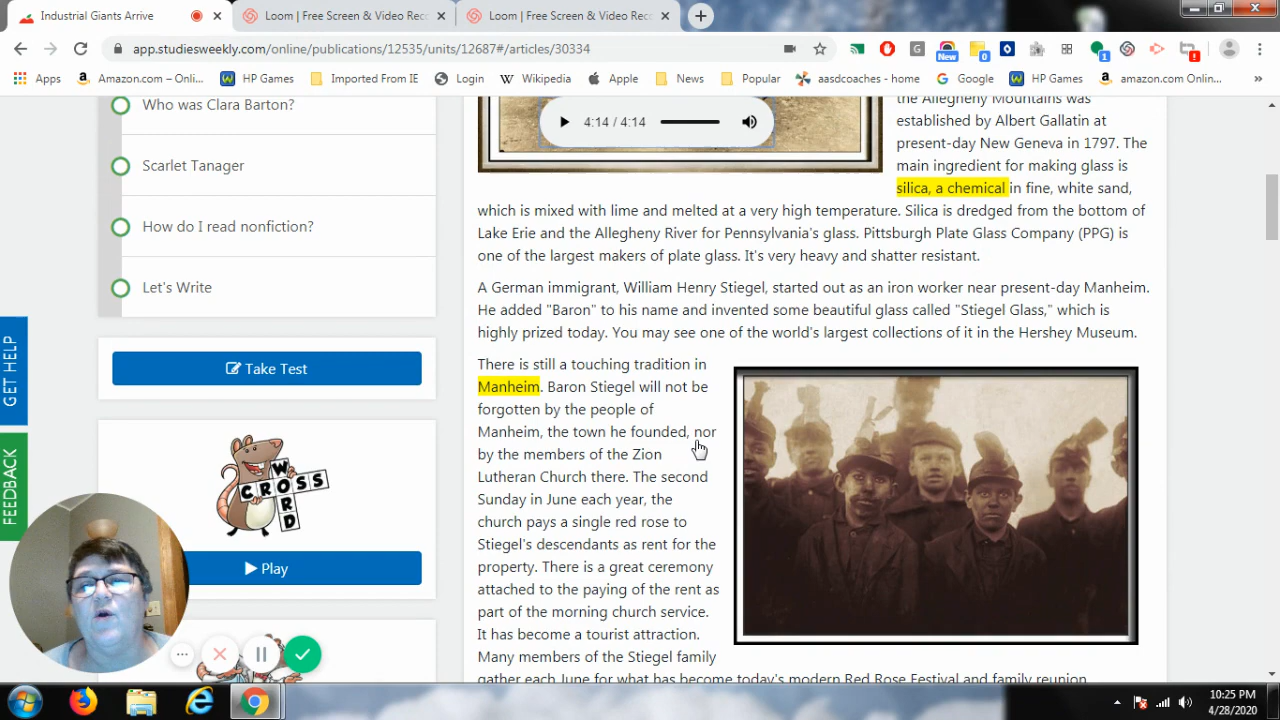 Industrial Giants Arrive
Loom | Free Screen & Video Rec
Loom | Free Screen & Video Rec
app.studiesweekly.com/online/publications/12535/units/12687#/articles/30334
New
0
1
Apps
Amazon.com – Onli...
HP Games
Imported From IE
Login
Wikipedia
Apple
News
Popular
aasdcoaches - home
Google
HP Games
amazon.com Onlin...
»
Who was Clara Barton?
Scarlet Tanager
How do I read nonfiction?
Let's Write
GET HELP
FEEDBACK
Take Test
CROSS
WORD
Play
4:14 / 4:14
the Allegheny Mountains was
established by Albert Gallatin at
present-day New Geneva in 1797. The
main ingredient for making glass is
silica, a chemical in fine, white sand,
which is mixed with lime and melted at a very high temperature. Silica is dredged from the bottom of
Lake Erie and the Allegheny River for Pennsylvania's glass. Pittsburgh Plate Glass Company (PPG) is
one of the largest makers of plate glass. It's very heavy and shatter resistant.
A German immigrant, William Henry Stiegel, started out as an iron worker near present-day Manheim.
He added "Baron" to his name and invented some beautiful glass called "Stiegel Glass," which is
highly prized today. You may see one of the world's largest collections of it in the Hershey Museum.
There is still a touching tradition in
Manheim. Baron Stiegel will not be
forgotten by the people of
Manheim, the town he founded, nor
by the members of the Zion
Lutheran Church there. The second
Sunday in June each year, the
church pays a single red rose to
Stiegel's descendants as rent for the
property. There is a great ceremony
attached to the paying of the rent as
part of the morning church service.
It has become a tourist attraction.
Many members of the Stiegel family
gather each June for what has become today's modern Red Rose Festival and family reunion
10:25 PM
4/28/2020